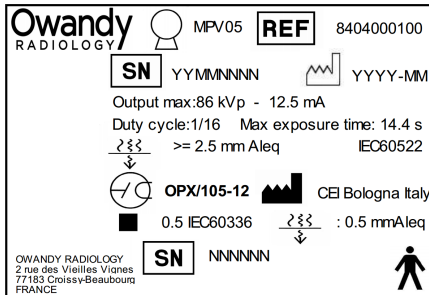 Owandy
RADIOLOGY
MPV05 REF 8404000100
SN YYMMNNNN YYYY-MM
Output max:86 kVp - 12.5 mA
Duty cycle:1/16 Max exposure time: 14.4 s
>= 2.5 mm Aleq IEC60522
OPX/105-12 CEI Bologna Italy
0.5 IEC60336 : 0.5 mmAleq
SN NNNNNN
OWANDY RADIOLOGY
2 rue des Vieilles Vignes
77183 Croissy-Beaubourg
FRANCE